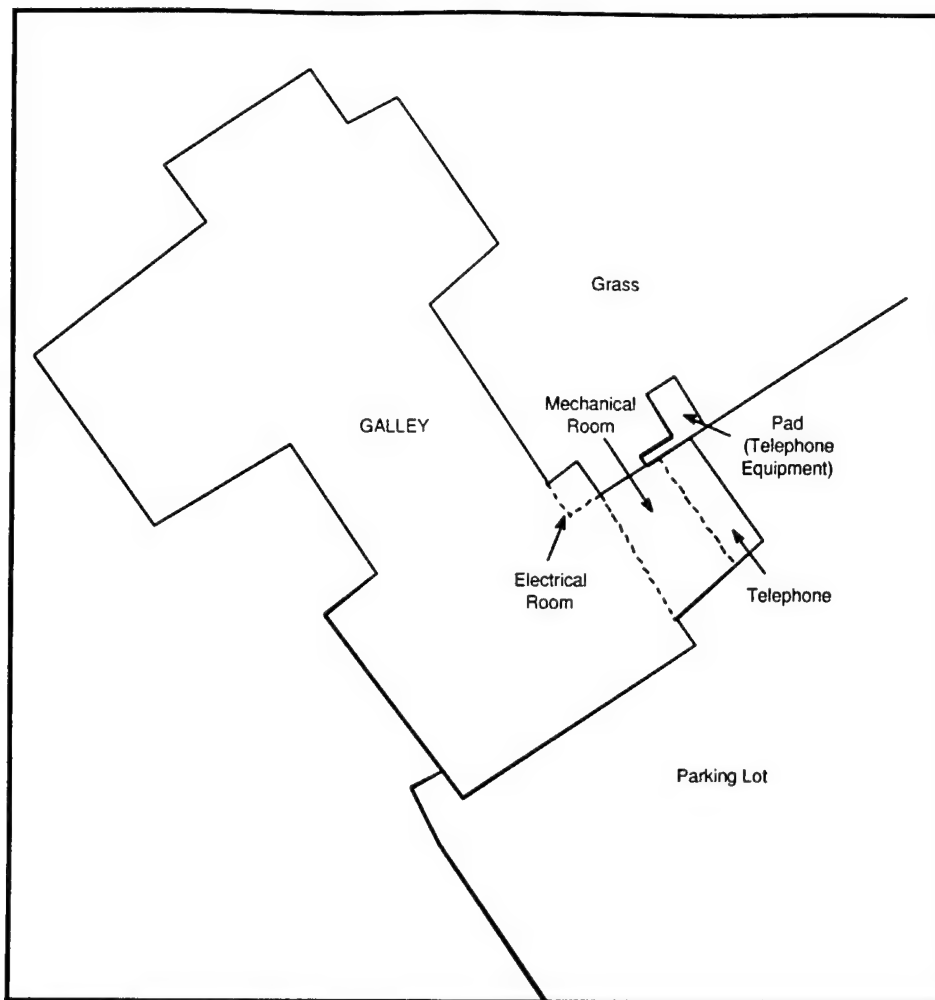 Grass
Mechanical
Room
GALLEY
Pad
(Telephone
Equipment)
Electrical
Room
Telephone
Parking Lot